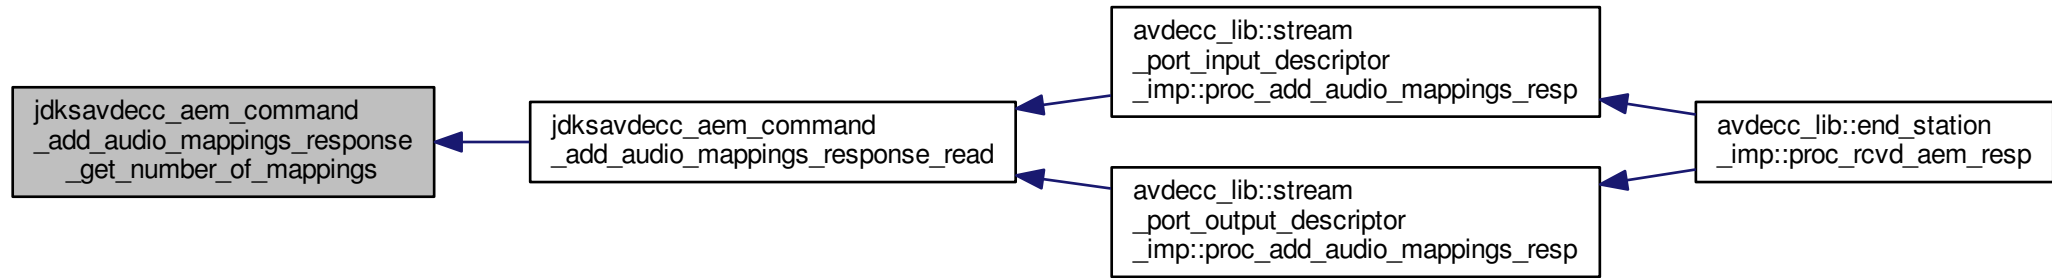 jdksavdecc_aem_command
_add_audio_mappings_response
_get_number_of_mappings
jdksavdecc_aem_command
_add_audio_mappings_response_read
avdecc_lib::stream
_port_input_descriptor
_imp::proc_add_audio_mappings_resp
avdecc_lib::stream
_port_output_descriptor
_imp::proc_add_audio_mappings_resp
avdecc_lib::end_station
_imp::proc_rcvd_aem_resp